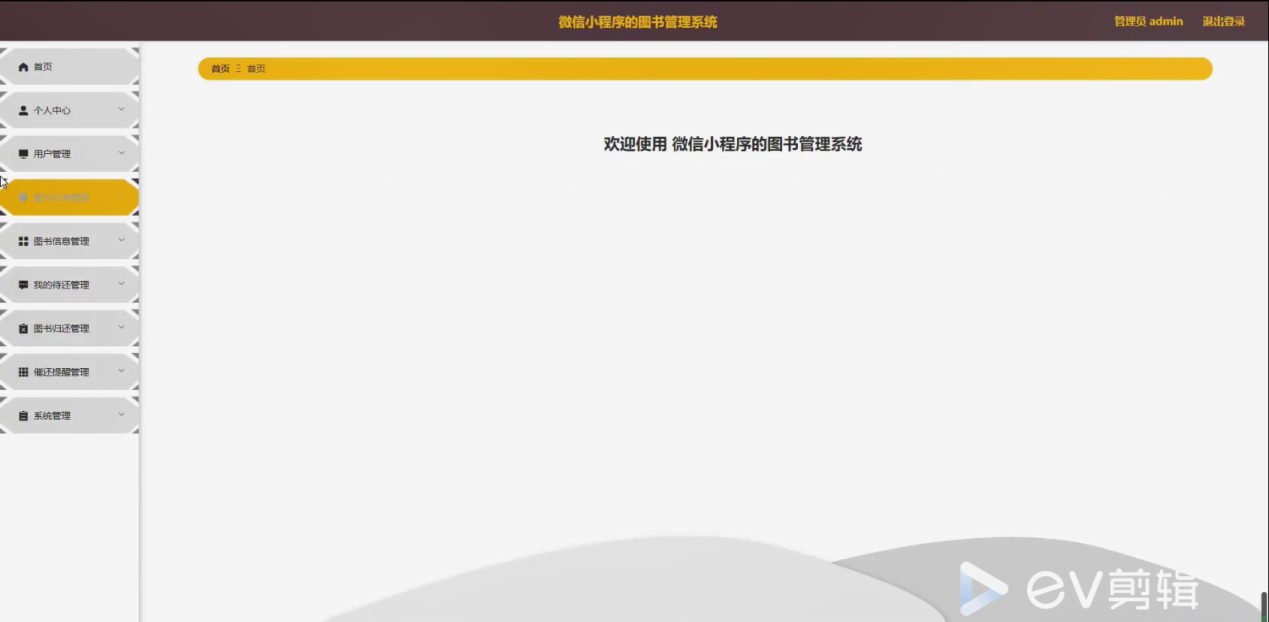 微信小程序的图书管理系统
管理员 admin 退出登录
首页
首页 Ξ 首页
个人中心
欢迎使用 微信小程序的图书管理系统
用户管理
图书信息管理
我的待还管理
图书归还管理
催还提醒管理
系统管理
eV剪辑